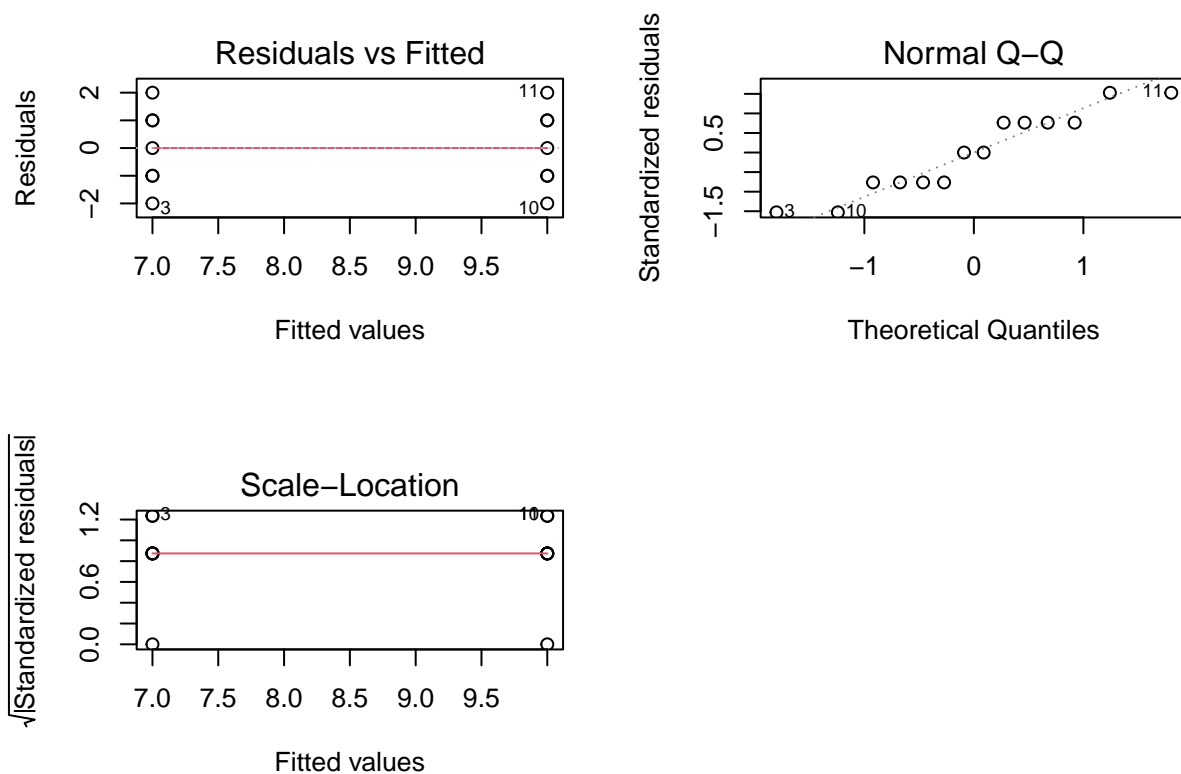 Residuals vs Fitted
Residuals
2
0
−2
11
3
10
7.0 7.5 8.0 8.5 9.0 9.5
Fitted values
Normal Q−Q
Standardized residuals
0.5
−1.5
11
3
10
−1 0 1
Theoretical Quantiles
Scale−Location
√|Standardized residuals|
1.2
0.6
0.0
3
7.0 7.5 8.0 8.5 9.0 9.5
Fitted values